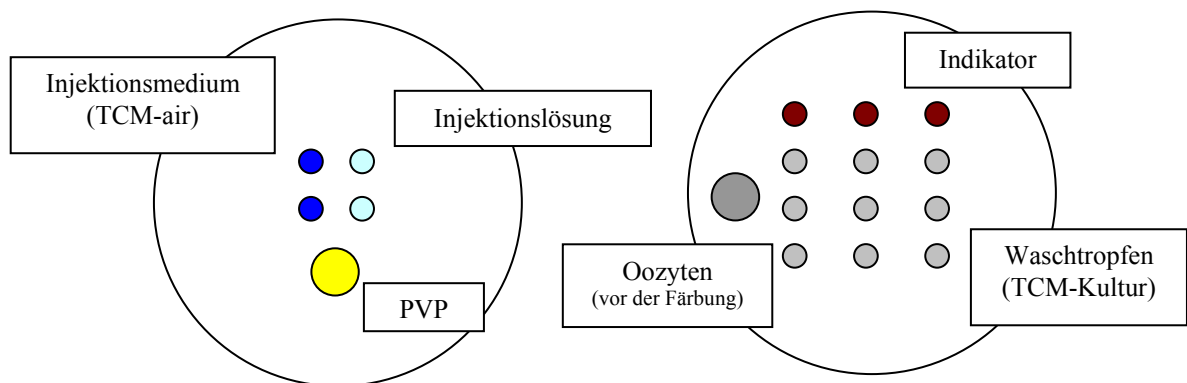 Injektionsmedium
(TCM-air)
Injektionslösung
PVP
Indikator
Oozyten
(vor der Färbung)
Waschtropfen
(TCM-Kultur)